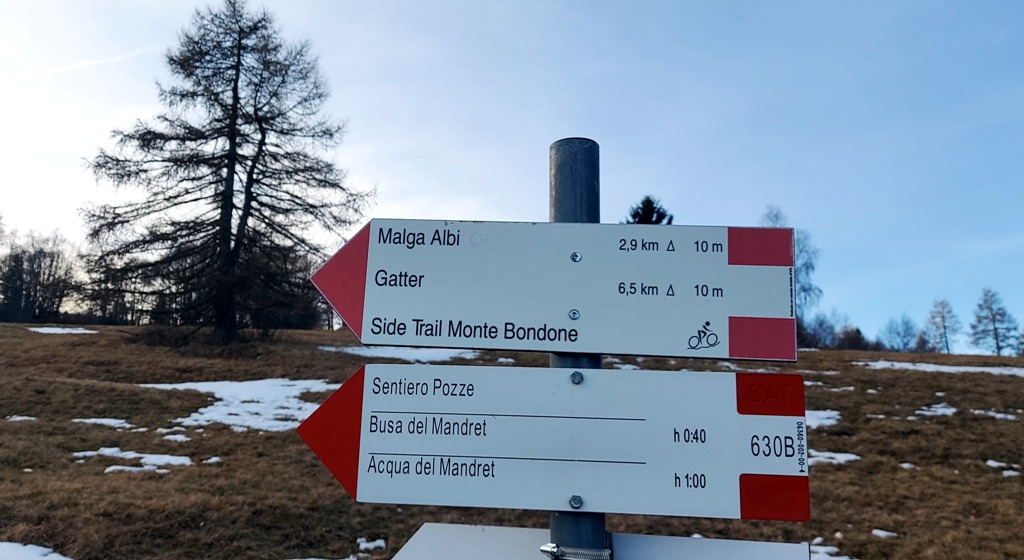 Malga Albi 2,9 km Δ 10 m
Gatter 6,5 km Δ 10 m
Side Trail Monte Bondone
Sentiero Pozze
SAT
Busa del Mandret h 0:40
630B
Acqua del Mandret h 1:00